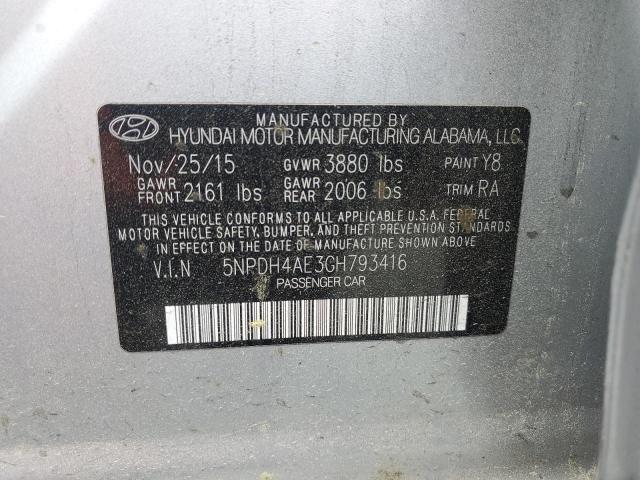 MANUFACTURED BY
HYUNDAI MOTOR MANUFACTURING ALABAMA, LLC
Nov/25/15 GVWR 3880 lbs PAINT Y8
GAWR FRONT 2161 lbs GAWR REAR 2006 lbs TRIM RA
THIS VEHICLE CONFORMS TO ALL APPLICABLE U.S.A. FEDERAL
MOTOR VEHICLE SAFETY, BUMPER, AND THEFT PREVENTION STANDARDS
IN EFFECT ON THE DATE OF MANUFACTURE SHOWN ABOVE.
V.I.N 5NPDH4AE3GH793416
PASSENGER CAR